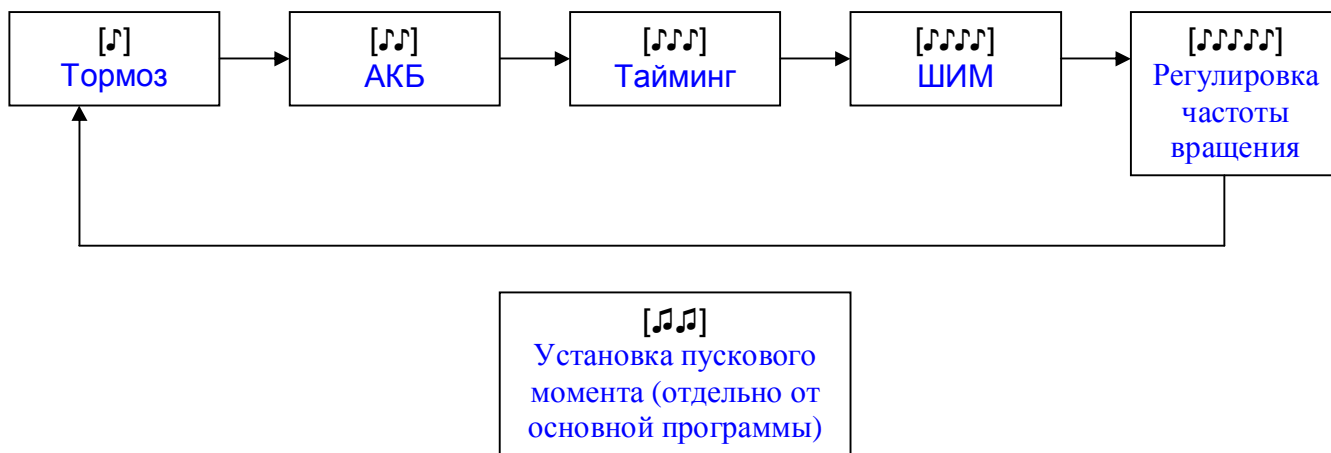 [♪]
Тормоз
[♪♪]
АКБ
[♪♪♪]
Тайминг
[♪♪♪♪]
ШИМ
[♪♪♪♪♪]
Регулировка
частоты
вращения
[♫♫]
Установка пускового
момента (отдельно от
основной программы)